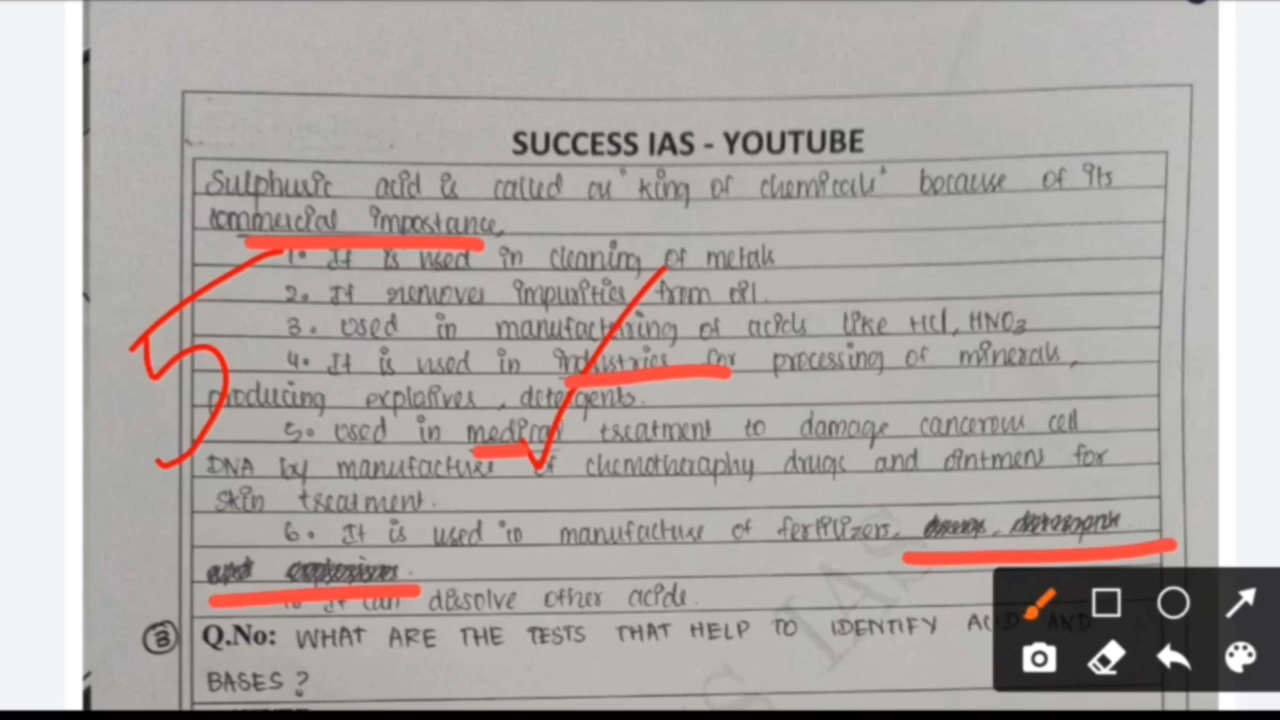 SUCCESS IAS - YOUTUBE
Sulphuric acid is called as "king of chemicals" because of its
commercial importance.
1. It is used in cleaning of metals
2. It removes impurities from oil.
3. Used in manufacturing of acids like HCl, HNO3
4. It is used in industries for processing of minerals,
producing explosives, detergents.
5. Used in medical treatment to damage cancerous cell
DNA by manufacture of chemotheraphy drugs and ointment for
skin treatment.
6. It is used in manufacture of fertilizers,
It can dissolve other acids.
3 Q.No: WHAT ARE THE TESTS THAT HELP TO IDENTIFY ACID AND
BASES ?